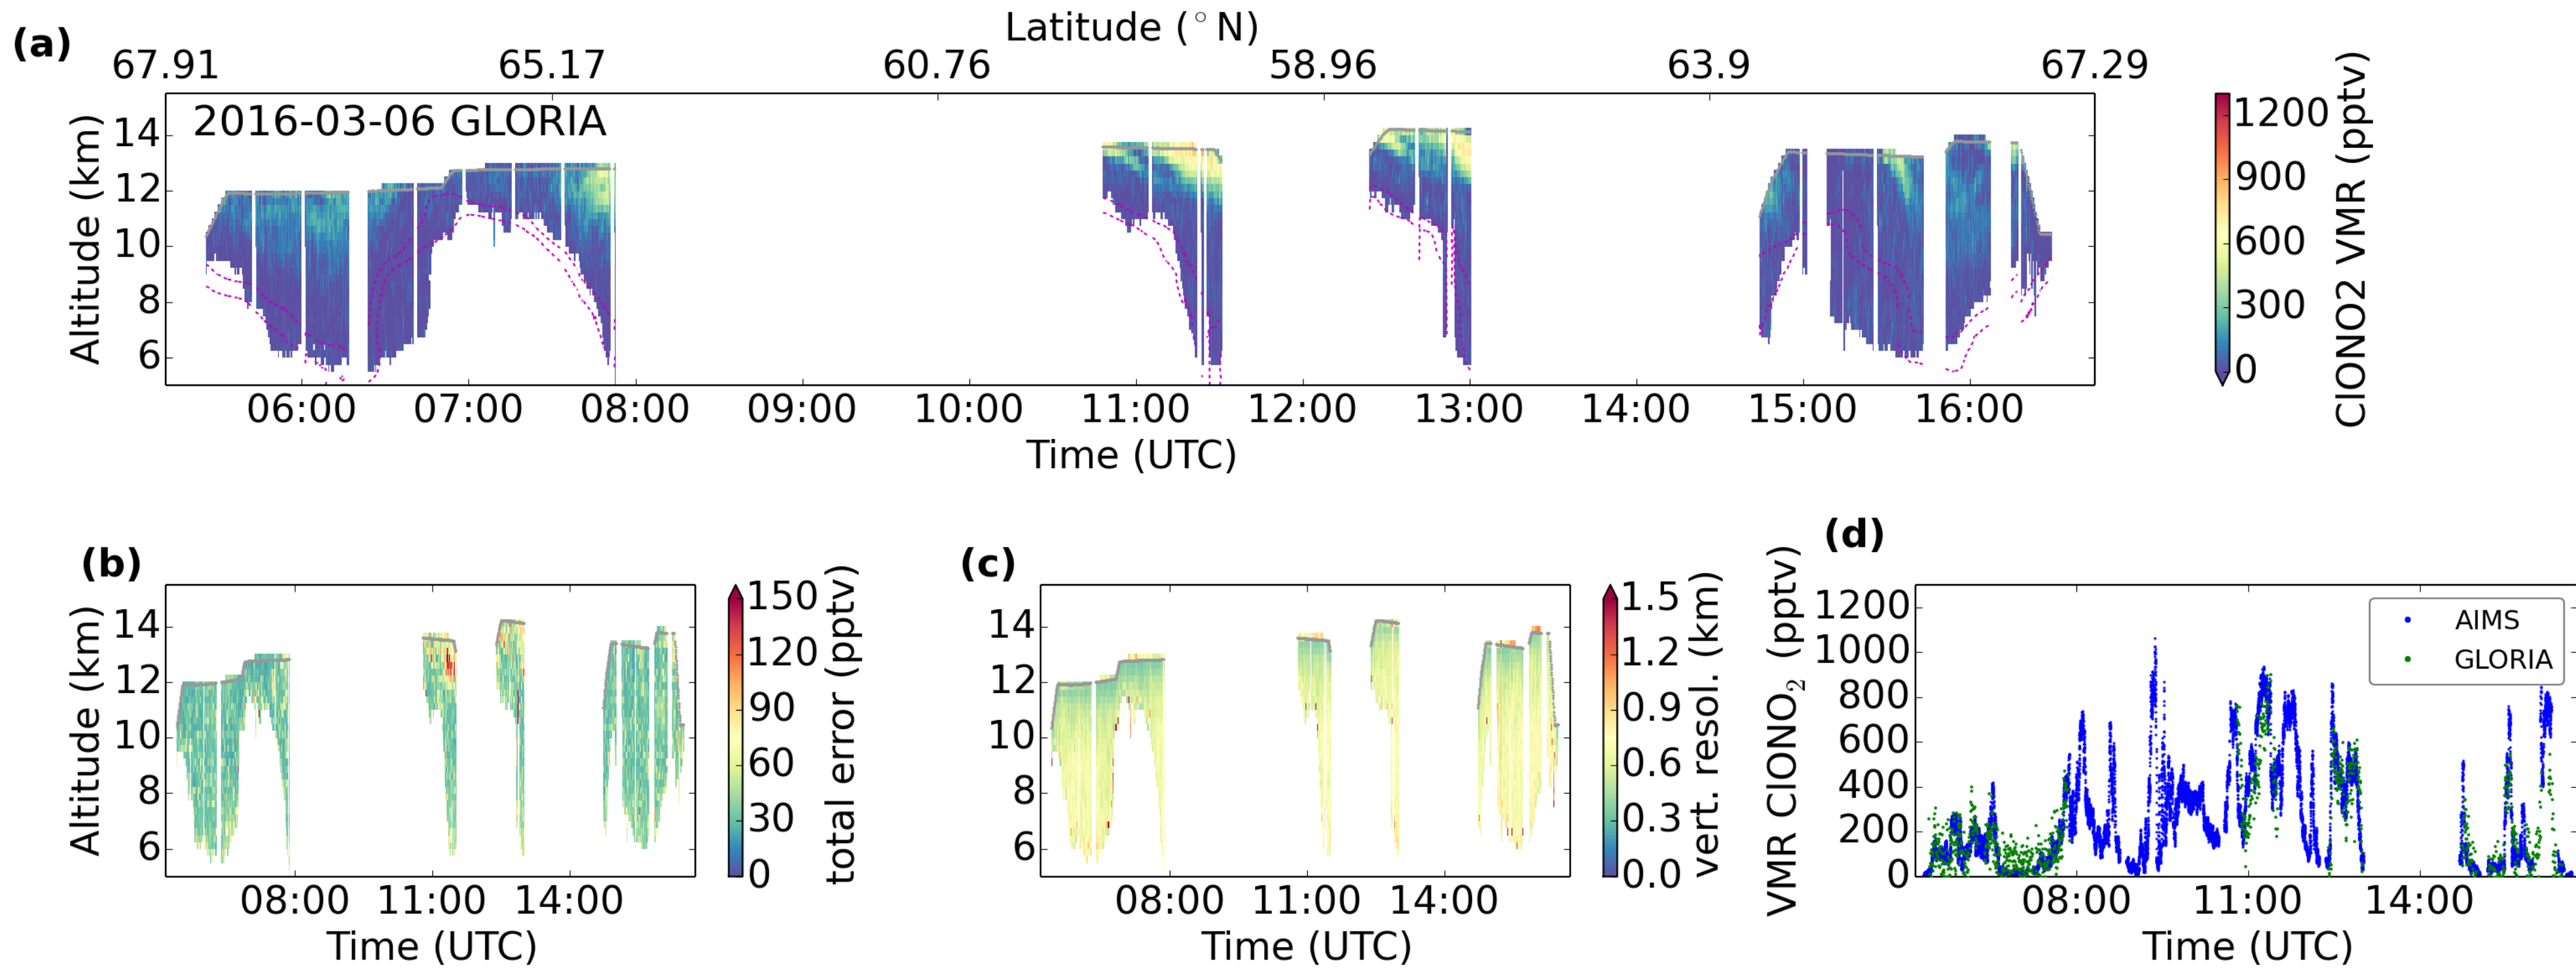 (a)
Latitude (°N)
67.91 65.17 60.76 58.96 63.9 67.29
2016-03-06 GLORIA
Altitude (km)
14
12
10
8
6
06:00 07:00 08:00 09:00 10:00 11:00 12:00 13:00 14:00 15:00 16:00
Time (UTC)
1200
900
600
300
0
ClONO2 VMR (pptv)
(b)
Altitude (km)
14
12
10
8
6
08:00 11:00 14:00
Time (UTC)
150
120
90
60
30
0
total error (pptv)
(c)
14
12
10
8
6
08:00 11:00 14:00
Time (UTC)
1.5
1.2
0.9
0.6
0.3
0.0
vert. resol. (km)
(d)
VMR ClONO₂ (pptv)
1200
1000
800
600
400
200
0
AIMS
GLORIA
08:00 11:00 14:00
Time (UTC)